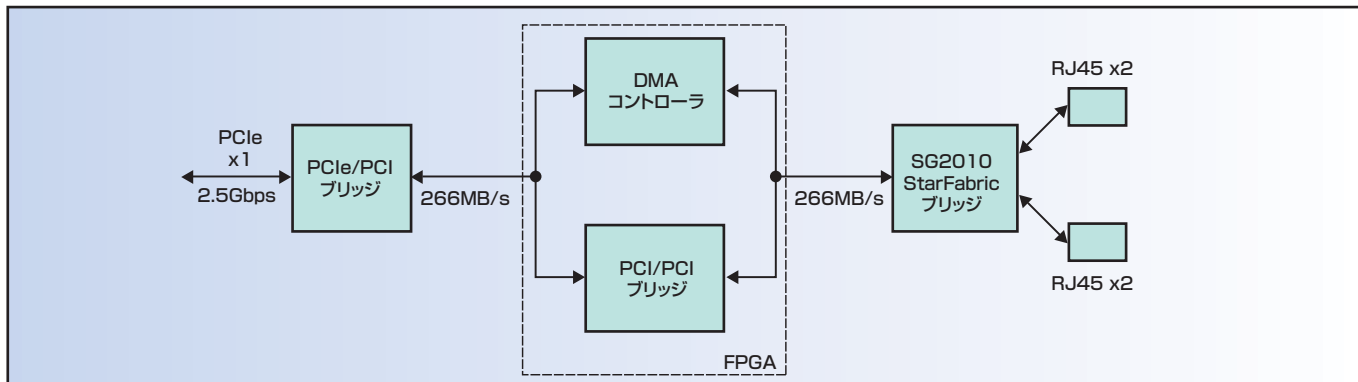 PCIe
x1
2.5Gbps
PCIe/PCI
ブリッジ
266MB/s
DMA
コントローラ
PCI/PCI
ブリッジ
FPGA
266MB/s
SG2010
StarFabric
ブリッジ
RJ45 x2
RJ45 x2